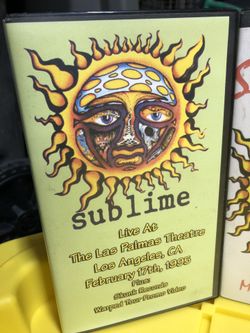 sublime
Live At
The Las Palmas Theatre
Los Angeles, CA
February 17th, 1995
Plus:
Skunk Records
Warped Tour Promo Video